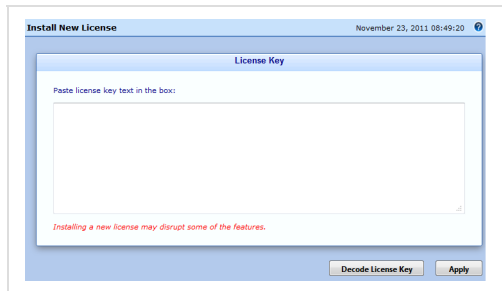 Install New License November 23, 2011 08:49:20 ?
License Key
Paste license key text in the box:
Installing a new license may disrupt some of the features.
Decode License Key Apply